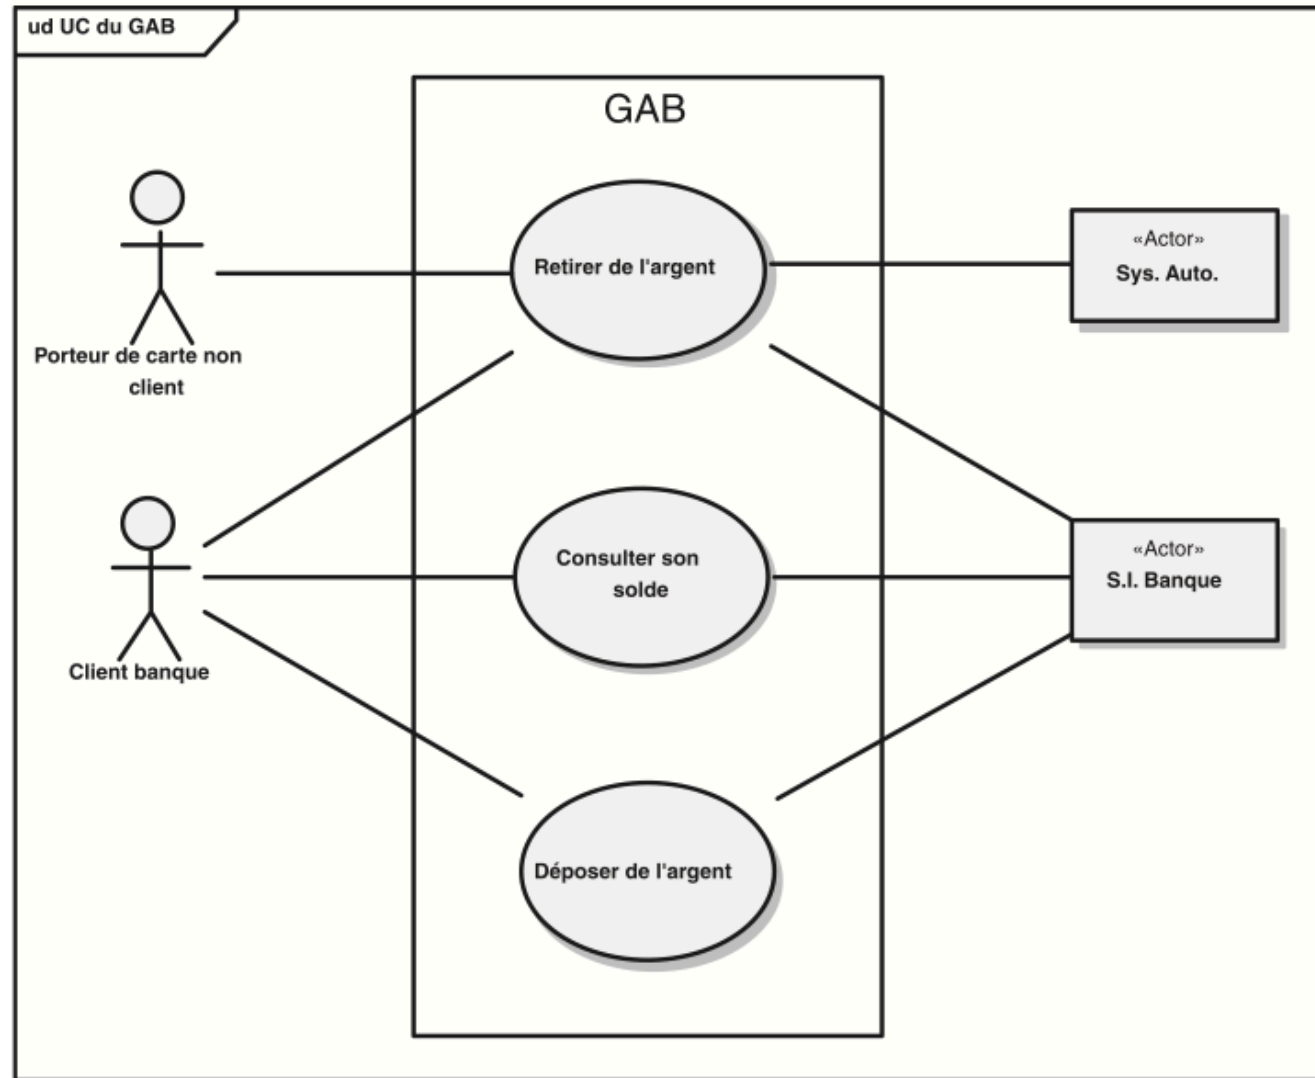 ud UC du GAB
GAB
Retirer de l'argent
«Actor»
Sys. Auto.
Porteur de carte non
client
Consulter son
solde
«Actor»
S.I. Banque
Client banque
Déposer de l'argent